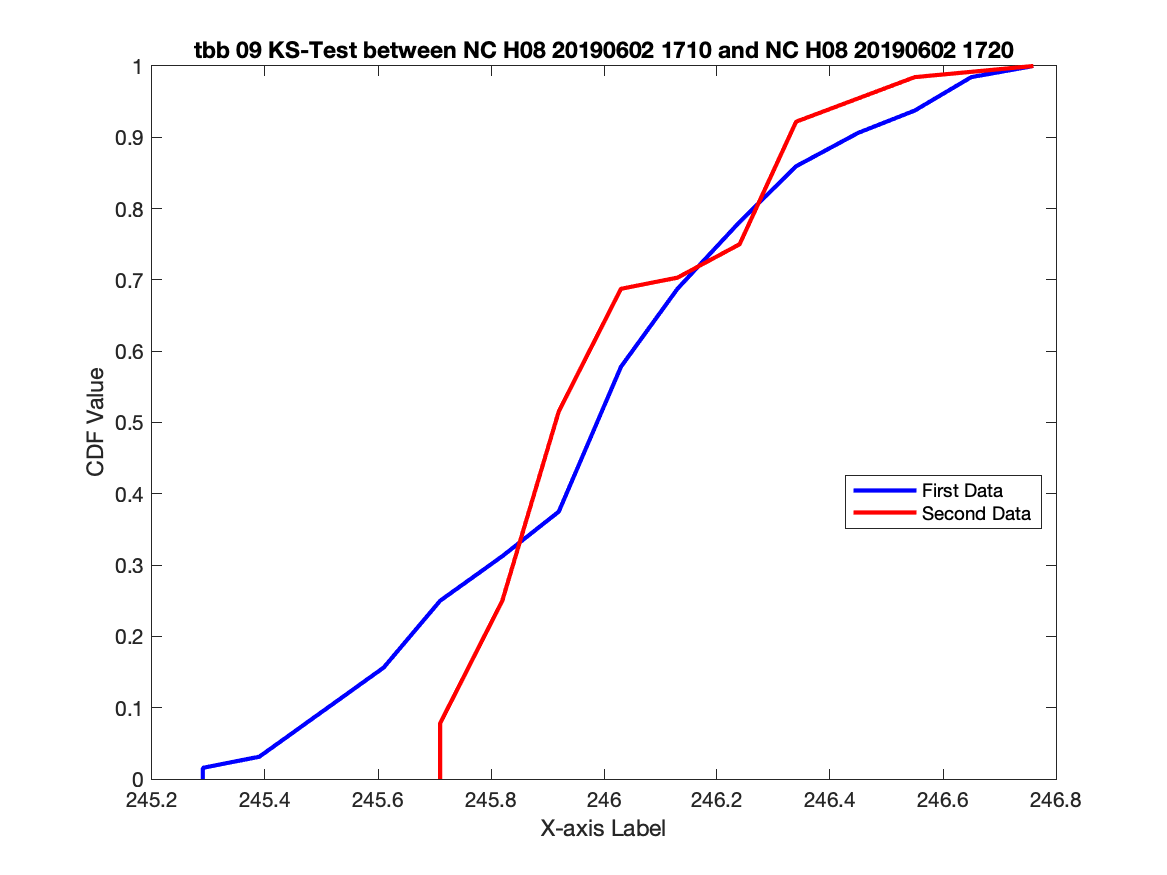 tbb 09 KS-Test between NC H08 20190602 1710 and NC H08 20190602 1720
1
0.9
0.8
0.7
0.6
0.5
0.4
0.3
0.2
0.1
0
CDF Value
First Data
Second Data
245.2 245.4 245.6 245.8 246 246.2 246.4 246.6 246.8
X-axis Label